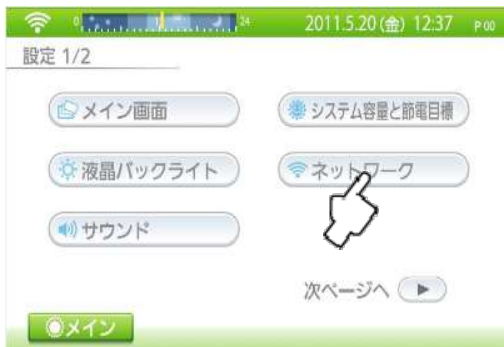 0 24 2011.5.20(金) 12:37 P 00
設定 1/2
メイン画面
システム容量と節電目標
液晶バックライト
ネットワーク
サウンド
次ページへ
メイン